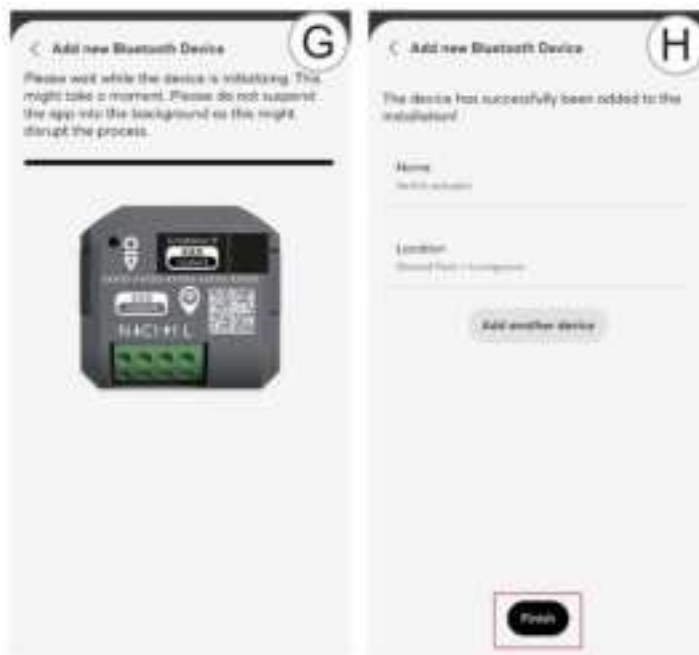 G
< Add new Bluetooth Device
Please wait while the device is initializing. This
might take a moment. Please do not suspend
the app into the background as this might
disrupt the process.
L
H
< Add new Bluetooth Device
The device has successfully been added to the
installation!
Name
Switch actuator
Location
Add another device
Finish